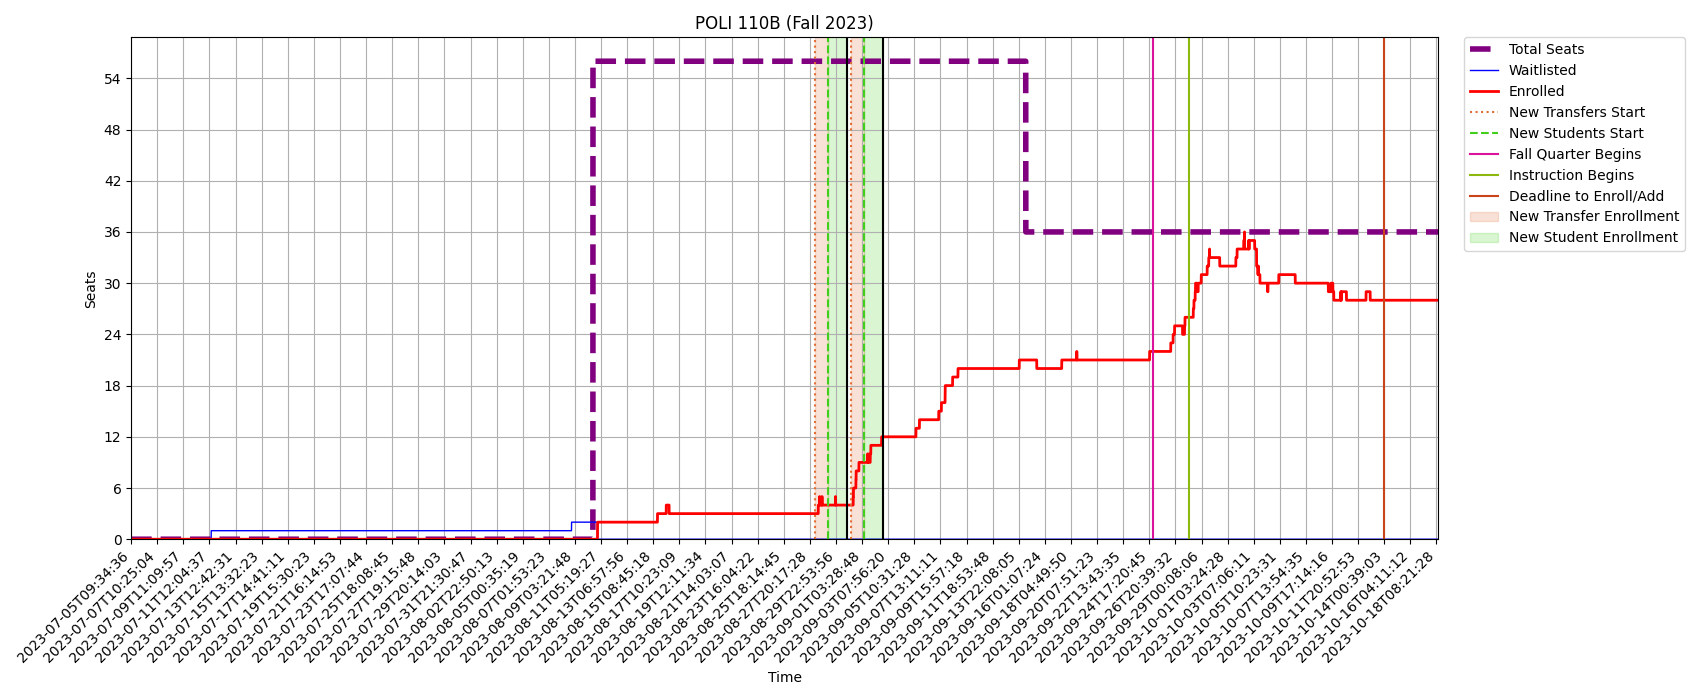 POLI 110B (Fall 2023)
Total Seats
Waitlisted
Enrolled
New Transfers Start
New Students Start
Fall Quarter Begins
Instruction Begins
Deadline to Enroll/Add
New Transfer Enrollment
New Student Enrollment
Seats
54
48
42
36
30
24
18
12
6
0
2023-07-05T09:34:36
2023-07-07T10:25:04
2023-07-09T11:09:57
2023-07-11T12:04:37
2023-07-13T12:42:31
2023-07-15T13:32:23
2023-07-17T14:41:11
2023-07-19T15:30:23
2023-07-21T16:14:53
2023-07-23T17:07:44
2023-07-25T18:08:45
2023-07-27T19:15:48
2023-07-29T20:14:03
2023-07-31T21:30:47
2023-08-02T22:50:13
2023-08-05T00:35:19
2023-08-07T01:53:23
2023-08-09T03:21:48
2023-08-11T05:19:27
2023-08-13T06:57:56
2023-08-15T08:45:18
2023-08-17T10:23:09
2023-08-19T12:11:34
2023-08-21T14:03:07
2023-08-23T16:04:22
2023-08-25T18:14:45
2023-08-27T20:17:28
2023-08-29T22:53:56
2023-09-01T03:28:48
2023-09-03T07:56:20
2023-09-05T10:31:28
2023-09-07T13:11:11
2023-09-09T15:57:18
2023-09-11T18:53:48
2023-09-13T22:08:05
2023-09-16T01:07:24
2023-09-18T04:49:50
2023-09-20T07:51:23
2023-09-22T13:43:35
2023-09-24T17:20:45
2023-09-26T20:39:32
2023-09-29T00:08:06
2023-10-01T03:24:28
2023-10-03T07:06:11
2023-10-05T10:23:31
2023-10-07T13:54:35
2023-10-09T17:14:16
2023-10-11T20:52:53
2023-10-14T00:39:03
2023-10-16T04:11:12
2023-10-18T08:21:28
Time